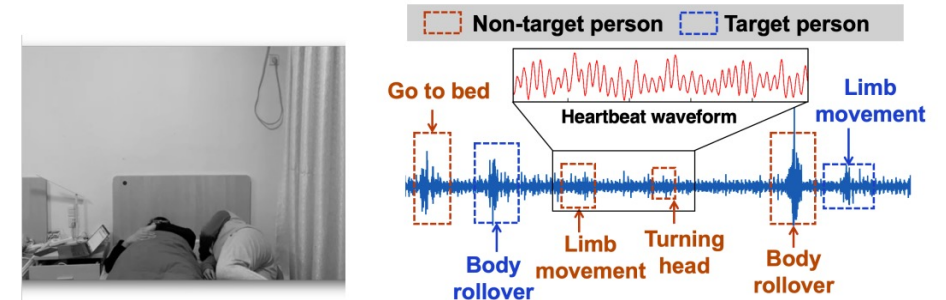 Non-target person
Target person
Go to bed
Heartbeat waveform
Limb
movement
Body
rollover
Limb
movement
Turning
head
Body
rollover